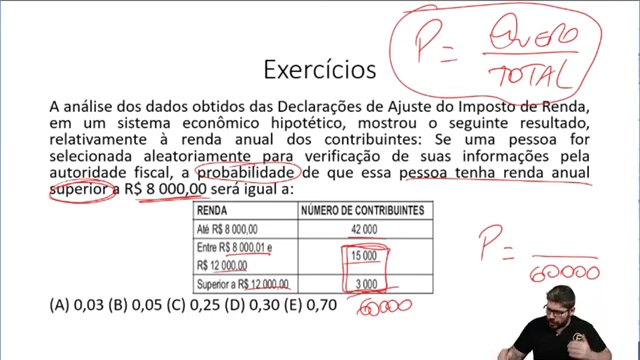 P = QUERO
TOTAL
Exercícios
A análise dos dados obtidos das Declarações de Ajuste do Imposto de Renda,
em um sistema econômico hipotético, mostrou o seguinte resultado,
relativamente à renda anual dos contribuintes: Se uma pessoa for
selecionada aleatoriamente para verificação de suas informações pela
autoridade fiscal, a probabilidade de que essa pessoa tenha renda anual
superior a R$ 8 000,00 será igual a:
RENDA NÚMERO DE CONTRIBUINTES
Até R$ 8 000,00 42 000
Entre R$ 8 000,01 e
R$ 12 000,00 15 000
Superior a R$ 12 000,00 3 000
P =
60000
(A) 0,03 (B) 0,05 (C) 0,25 (D) 0,30 (E) 0,70 60000